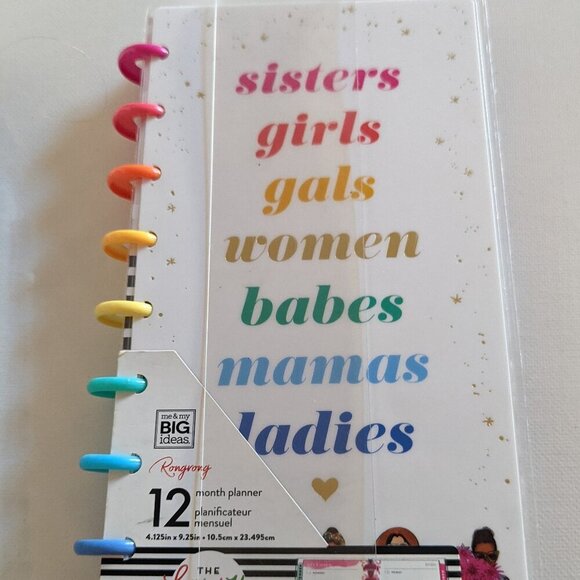 sisters
girls
gals
women
babes
mamas
ladies
me & my
BIG
ideas.
Rongrong
12 month planner
planificateur
mensuel
4.125in x 9.25in • 10.5cm x 23.495cm
THE